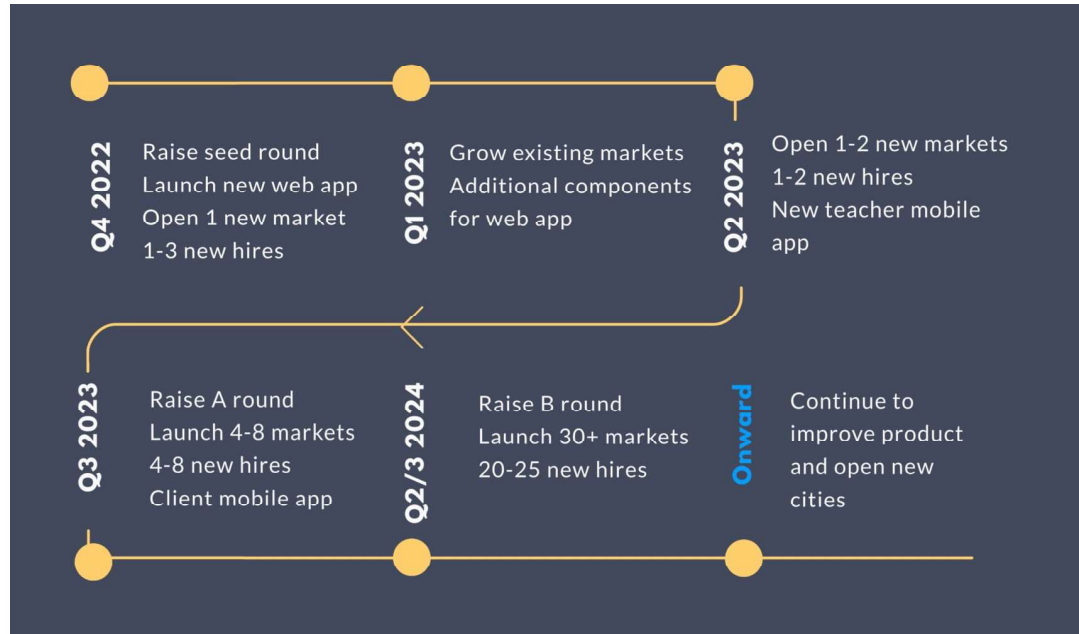 Q4 2022
Raise seed round
Launch new web app
Open 1 new market
1-3 new hires
Q1 2023
Grow existing markets
Additional components
for web app
Q2 2023
Open 1-2 new markets
1-2 new hires
New teacher mobile
app
Q3 2023
Raise A round
Launch 4-8 markets
4-8 new hires
Client mobile app
Q2/3 2024
Raise B round
Launch 30+ markets
20-25 new hires
Onward
Continue to
improve product
and open new
cities